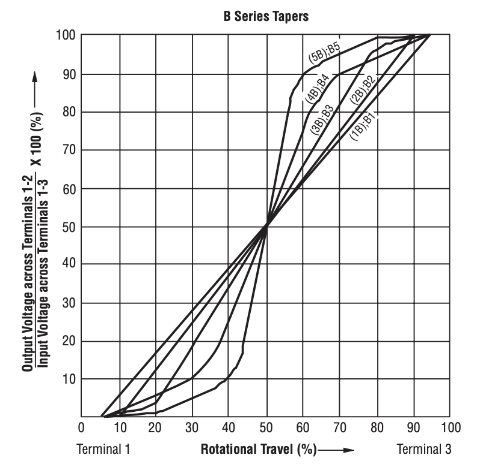 B Series Tapers
Output Voltage across Terminals 1-2
Input Voltage across Terminals 1-3
X 100 (%)
100
90
80
70
60
50
40
30
20
10
(5B);B5
(4B);B4
(3B);B3
(2B);B2
(1B);B1
0 10 20 30 40 50 60 70 80 90 100
Terminal 1 Rotational Travel (%) Terminal 3